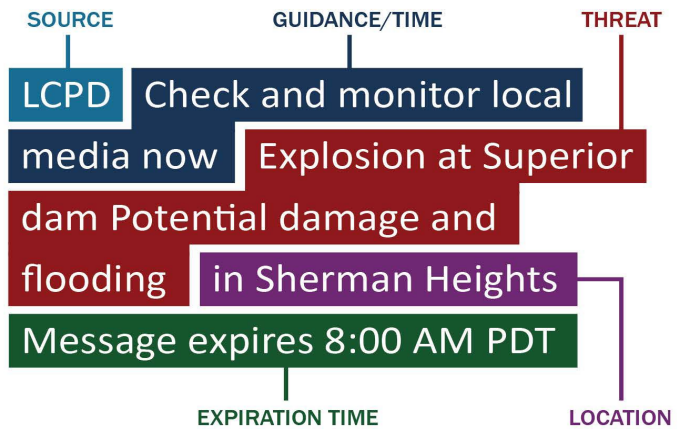 SOURCE GUIDANCE/TIME THREAT
LCPD Check and monitor local
media now Explosion at Superior
dam Potential damage and
flooding in Sherman Heights
Message expires 8:00 AM PDT
EXPIRATION TIME LOCATION